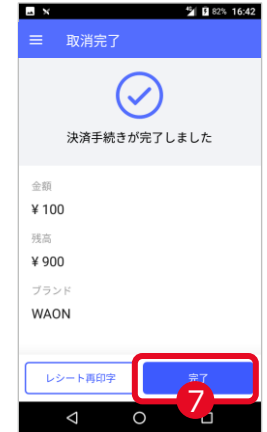 82% 16:42
取消完了
決済手続きが完了しました
金額
¥ 100
残高
¥ 900
ブランド
WAON
レシート再印字
完了
7